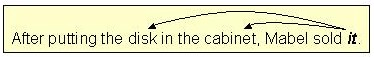 After putting the disk in the cabinet, Mabel sold it.